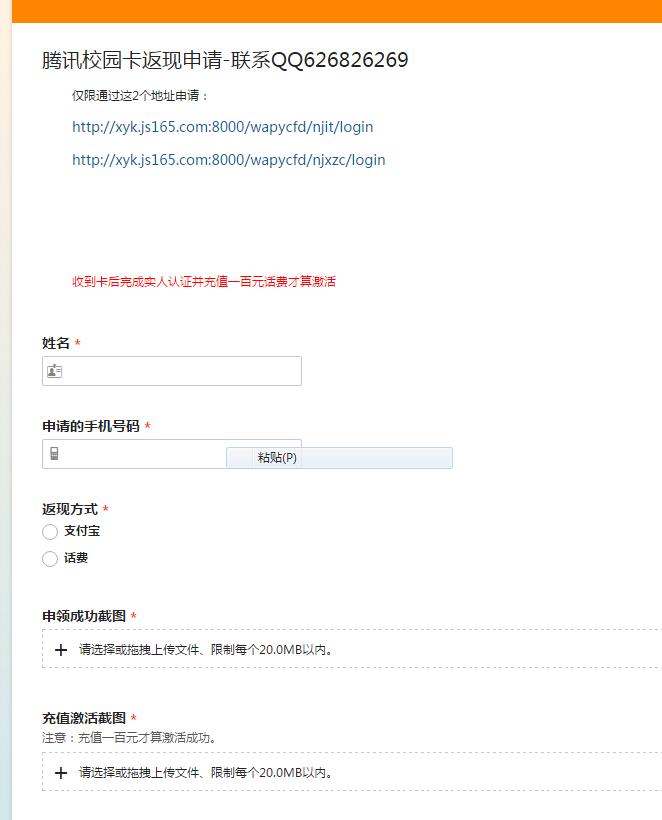 腾讯校园卡返现申请-联系QQ626826269
仅限通过这2个地址申请：
http://xyk.js165.com:8000/wapycfd/njit/login
http://xyk.js165.com:8000/wapycfd/njxzc/login
收到卡后完成实人认证并充值一百元话费才算激活
姓名 *
申请的手机号码 *
粘贴(P)
返现方式 *
支付宝
话费
申领成功截图 *
+ 请选择或拖拽上传文件、限制每个20.0MB以内。
充值激活截图 *
注意：充值一百元才算激活成功。
+ 请选择或拖拽上传文件、限制每个20.0MB以内。